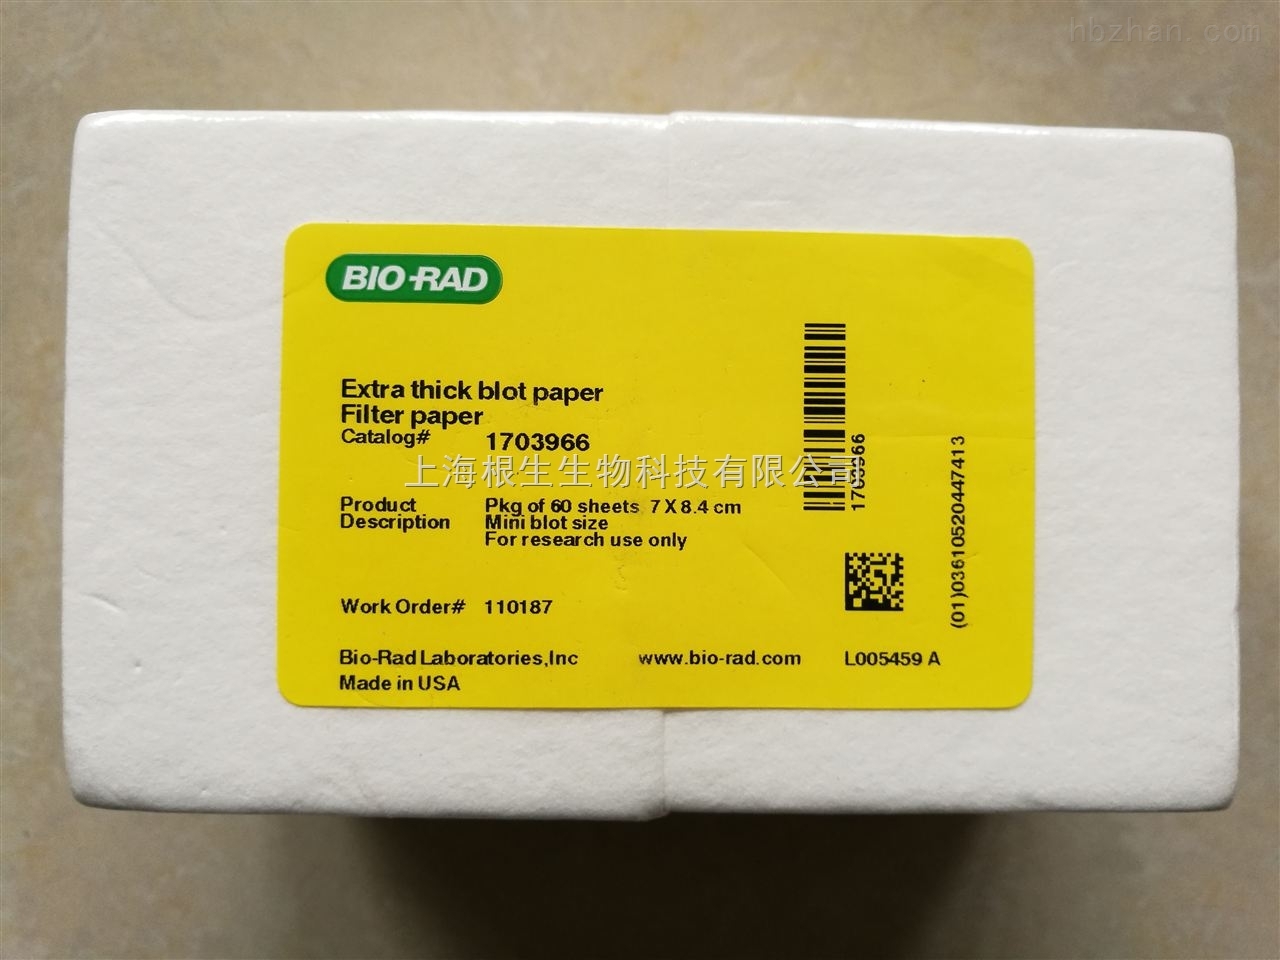 hbzhan.com
BIO-RAD
Extra thick blot paper
Filter paper
Catalog# 1703966
上海根生生物科技有限公司
Product Description Pkg of 60 sheets, 7 X 8.4 cm
Mini blot size
For research use only
Work Order# 110187
Bio-Rad Laboratories,Inc www.bio-rad.com L005459 A
Made in USA
1703966
(01)03610520447413